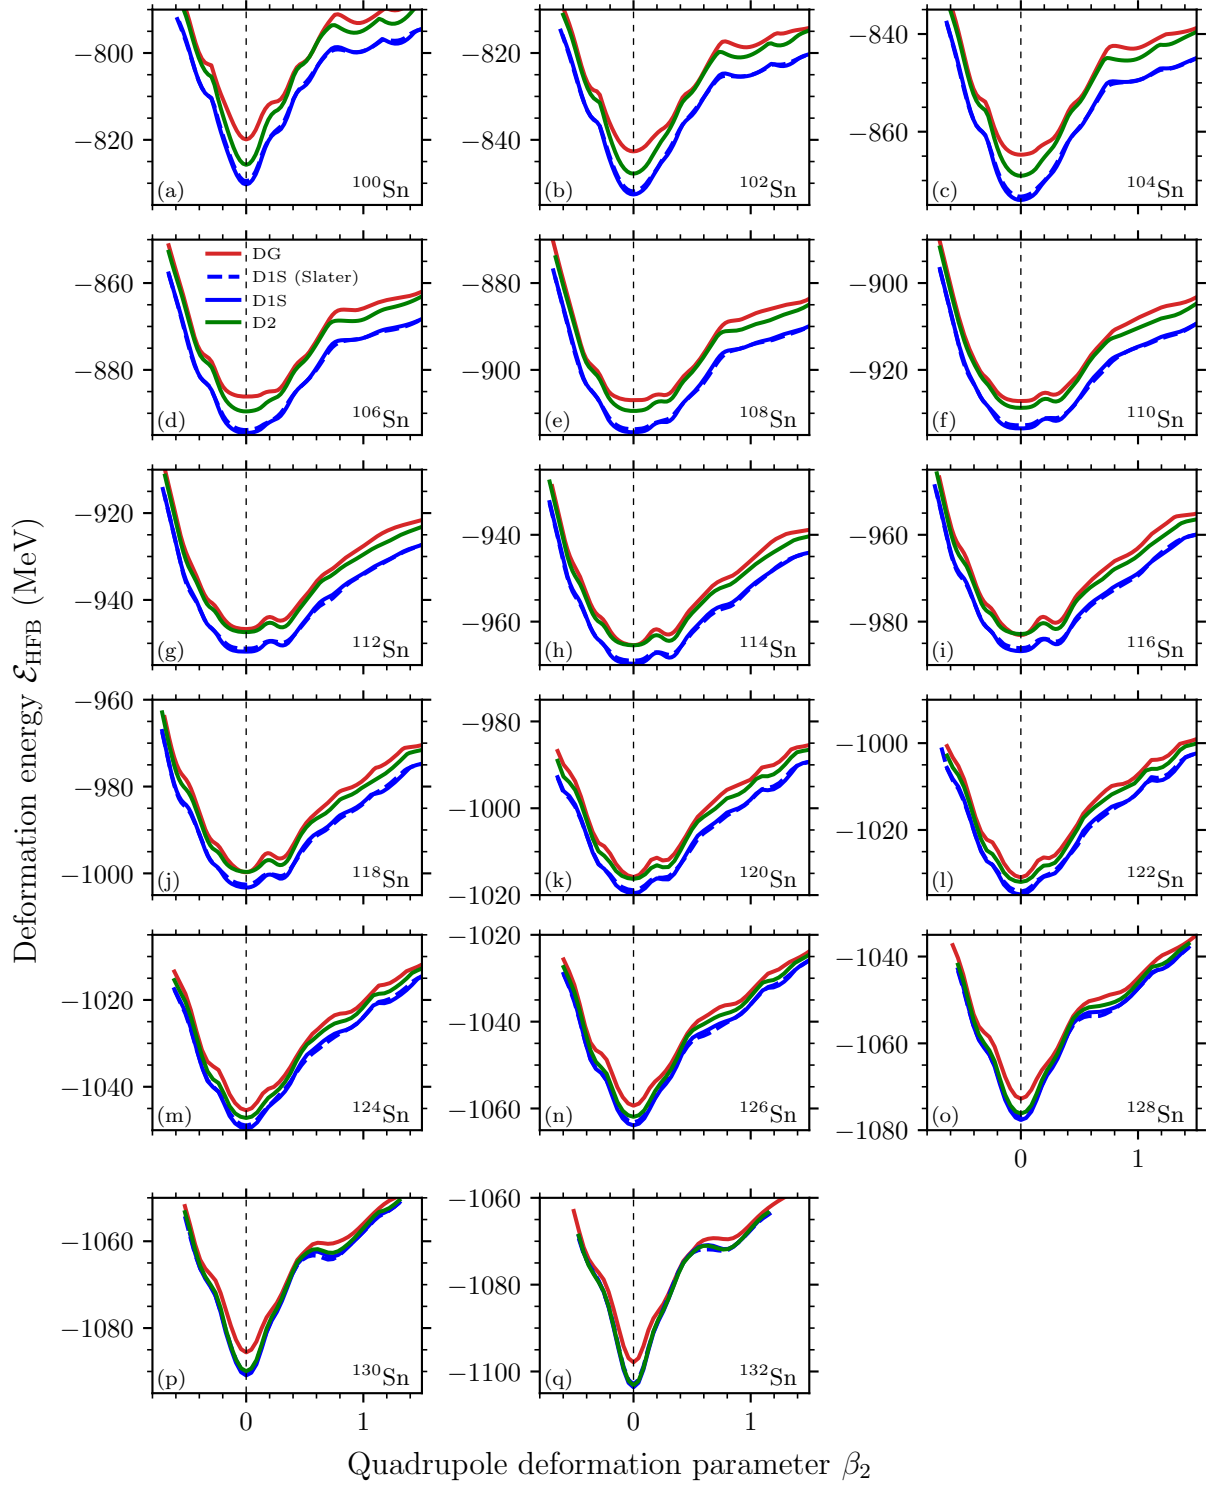 −800
−820
(a)
¹⁰⁰Sn
−820
−840
(b)
¹⁰²Sn
−840
−860
(c)
¹⁰⁴Sn
−860
−880
DG
D1S (Slater)
D1S
D2
(d)
¹⁰⁶Sn
−880
−900
(e)
¹⁰⁸Sn
−900
−920
(f)
¹¹⁰Sn
−920
−940
(g)
¹¹²Sn
−940
−960
(h)
¹¹⁴Sn
−960
−980
(i)
¹¹⁶Sn
−960
−980
−1000
(j)
¹¹⁸Sn
−980
−1000
−1020
(k)
¹²⁰Sn
−1000
−1020
(l)
¹²²Sn
−1020
−1040
(m)
¹²⁴Sn
−1020
−1040
−1060
(n)
¹²⁶Sn
−1040
−1060
−1080
(o)
¹²⁸Sn
0 1
−1060
−1080
(p)
¹³⁰Sn
0 1
−1060
−1080
−1100
(q)
¹³²Sn
0 1
Deformation energy ℰ_HFB (MeV)
Quadrupole deformation parameter β₂